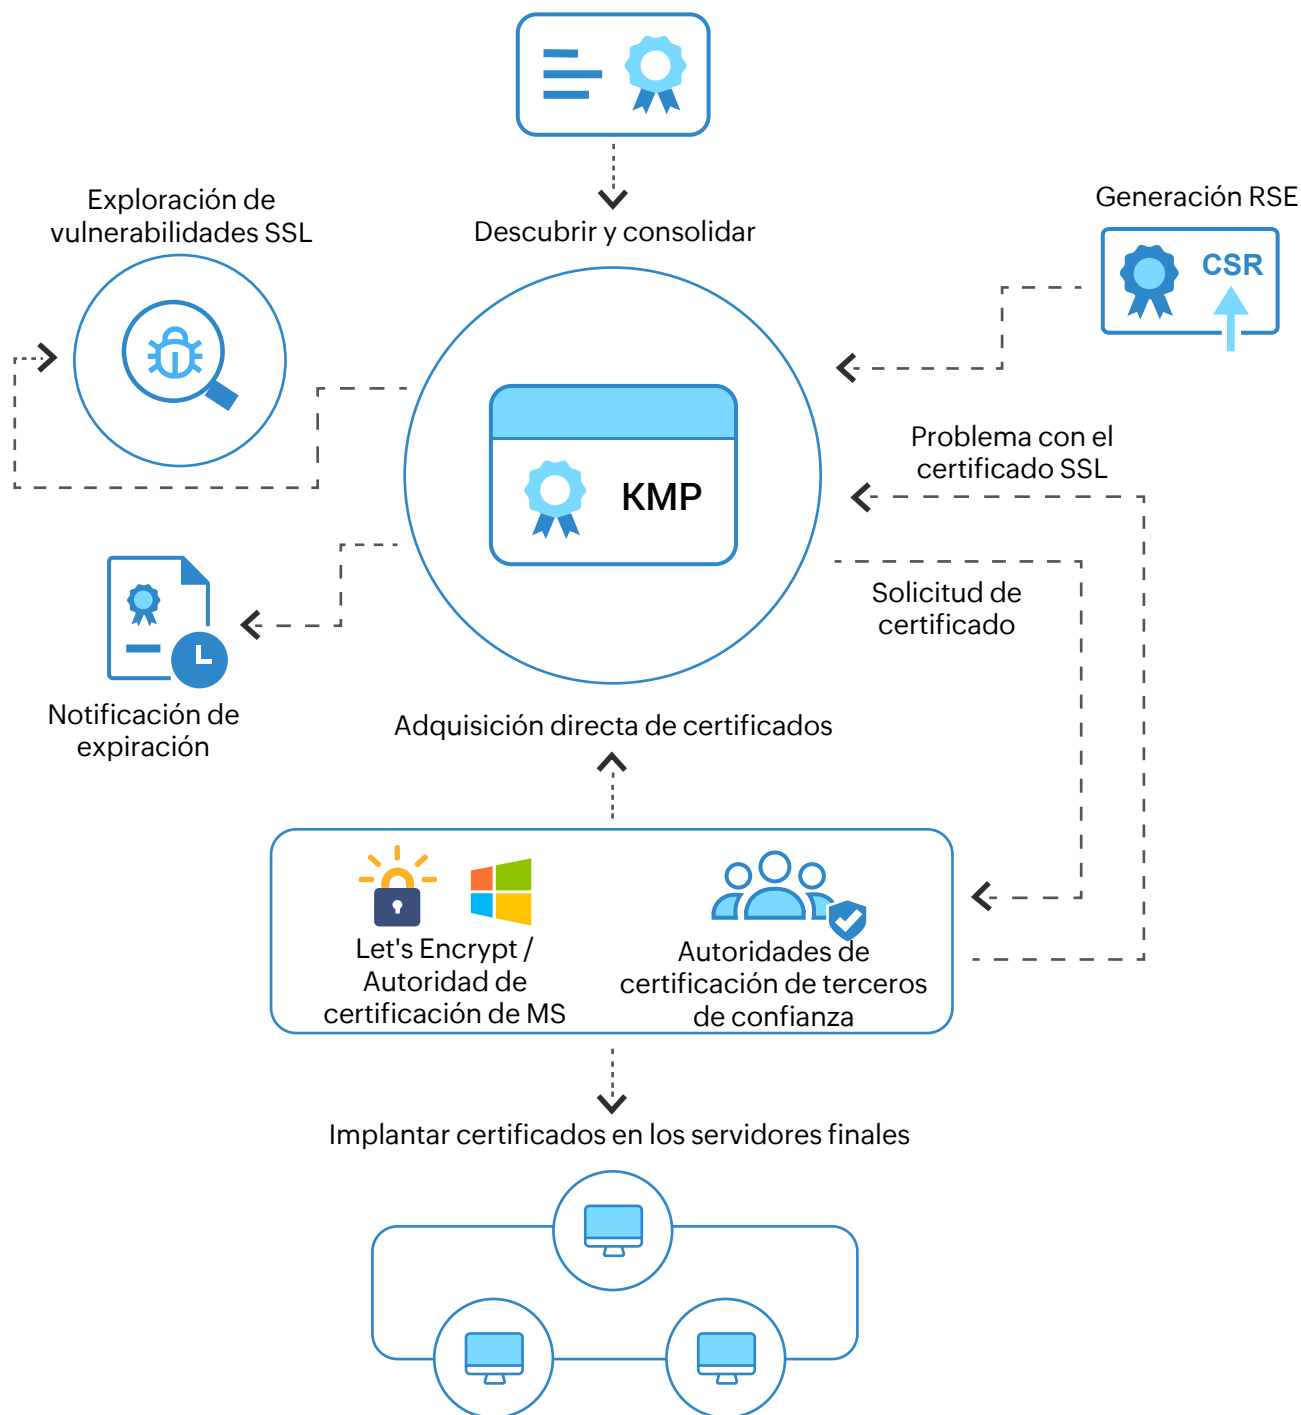 Exploración de
vulnerabilidades SSL
Descubrir y consolidar
Generación RSE
CSR
KMP
Problema con el
certificado SSL
Solicitud de
certificado
Notificación de
expiración
Adquisición directa de certificados
Let's Encrypt /
Autoridad de
certificación de MS
Autoridades de
certificación de terceros
de confianza
Implantar certificados en los servidores finales